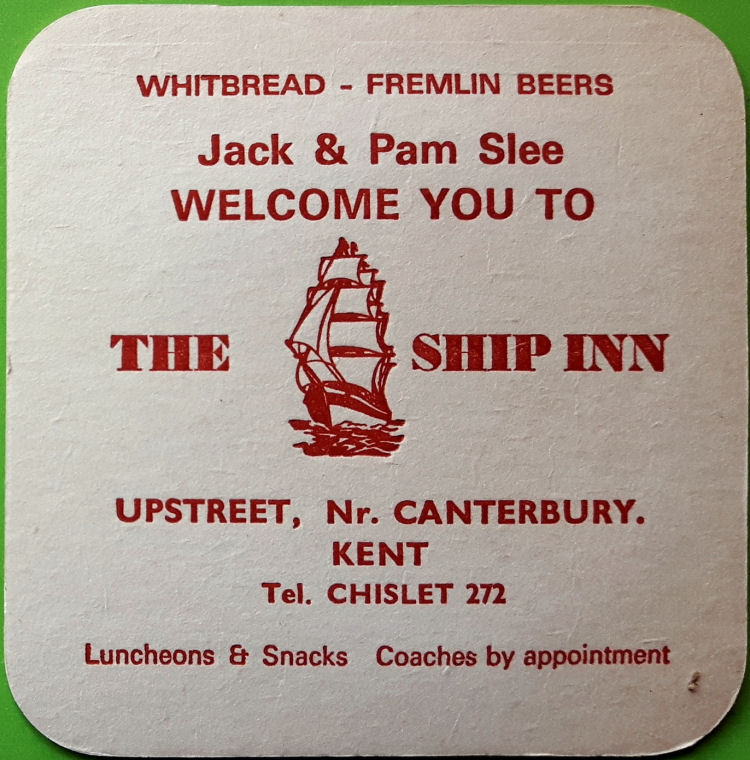 WHITBREAD - FREMLIN BEERS
Jack & Pam Slee
WELCOME YOU TO
THE SHIP INN
UPSTREET, Nr. CANTERBURY.
KENT
Tel. CHISLET 272
Luncheons & Snacks Coaches by appointment